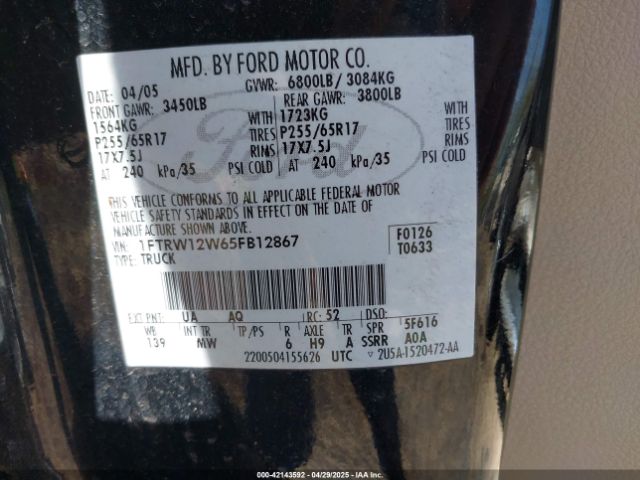 MFD. BY FORD MOTOR CO.
DATE: 04/05 GVWR: 6800LB/ 3084KG
FRONT GAWR: 3450LB REAR GAWR: 3800LB
1564KG WITH 1723KG WITH
P255/65R17 TIRES P255/65R17 TIRES
17X7.5J RIMS 17X7.5J RIMS
AT 240 kPa/35 PSI COLD AT 240 kPa/35 PSI COLD
THIS VEHICLE CONFORMS TO ALL APPLICABLE FEDERAL MOTOR
VEHICLE SAFETY STANDARDS IN EFFECT ON THE DATE OF
MANUFACTURE SHOWN ABOVE.
VIN: 1FTRW12W65FB12867 F0126
TYPE: TRUCK T0633
EXT PNT: UA AQ RC: 52 DSO:
WB INT TR TP/PS R AXLE TR SPR 5F616
139 MW 6 H9 A SSRR AOA
2200504155626 UTC 2U5A-1520472-AA
Ford
000-42143592 - 04/29/2025 - IAA Inc.